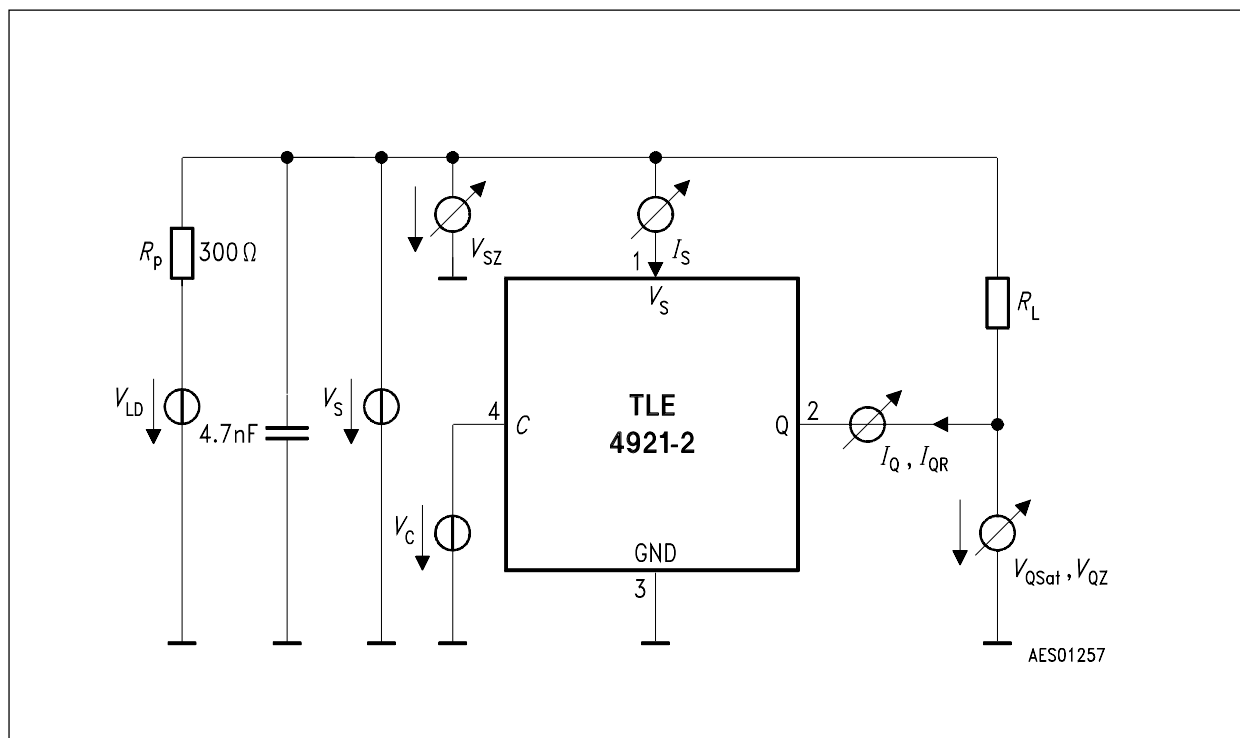 V_SZ
1
I_S
V_S
R_p 300 Ω
R_L
V_LD
4.7nF
V_S
4
C
TLE
4921-2
Q
2
I_Q , I_QR
V_C
GND
3
V_QSat , V_QZ
AES01257